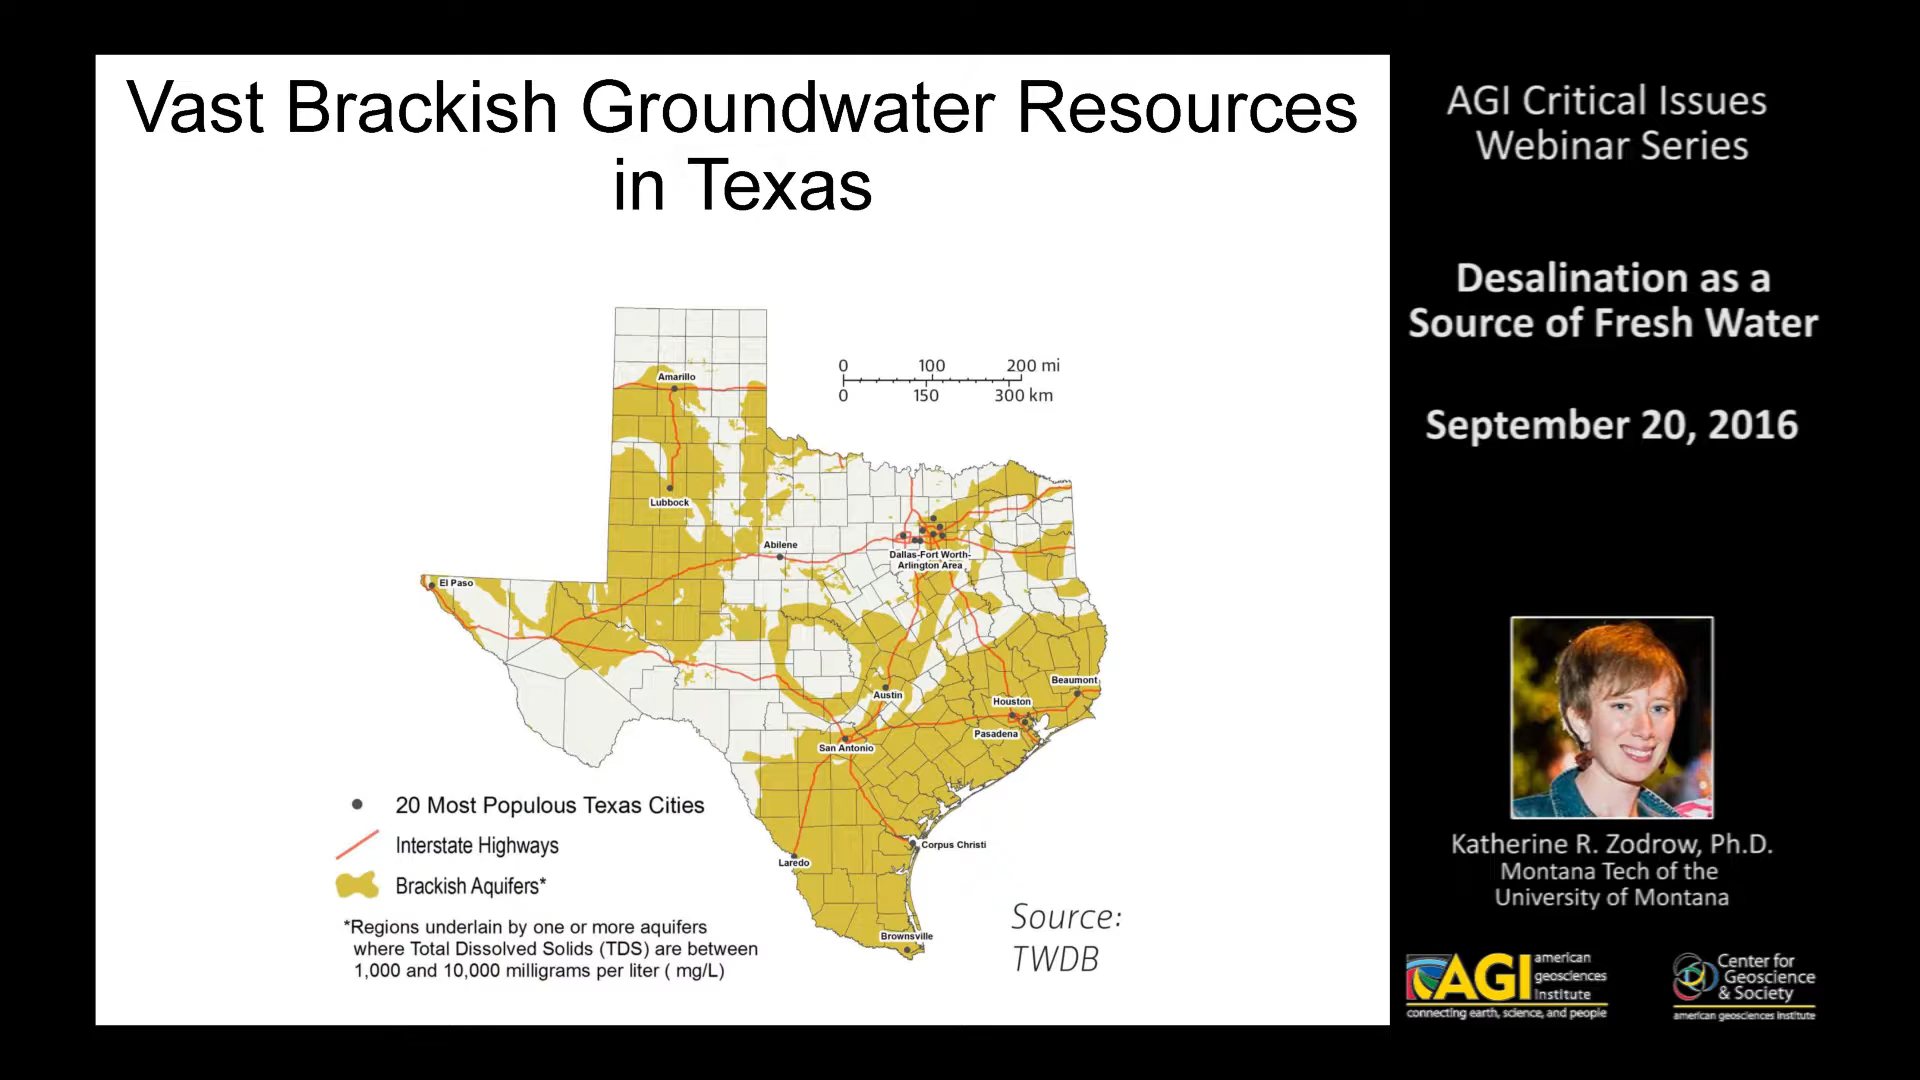 Vast Brackish Groundwater Resources
in Texas
AGI Critical Issues
Webinar Series
Desalination as a
Source of Fresh Water
September 20, 2016
0 100 200 mi
0 150 300 km
Amarillo
Lubbock
Abilene
Dallas-Fort Worth-
Arlington Area
El Paso
Austin
Beaumont
Houston
Pasadena
San Antonio
Corpus Christi
Laredo
Brownsville
20 Most Populous Texas Cities
Interstate Highways
Brackish Aquifers*
*Regions underlain by one or more aquifers
where Total Dissolved Solids (TDS) are between
1,000 and 10,000 milligrams per liter ( mg/L)
Source:
TWDB
Katherine R. Zodrow, Ph.D.
Montana Tech of the
University of Montana
AGI
american
geosciences
institute
connecting earth, science, and people
Center for
Geoscience
& Society
american geosciences institute